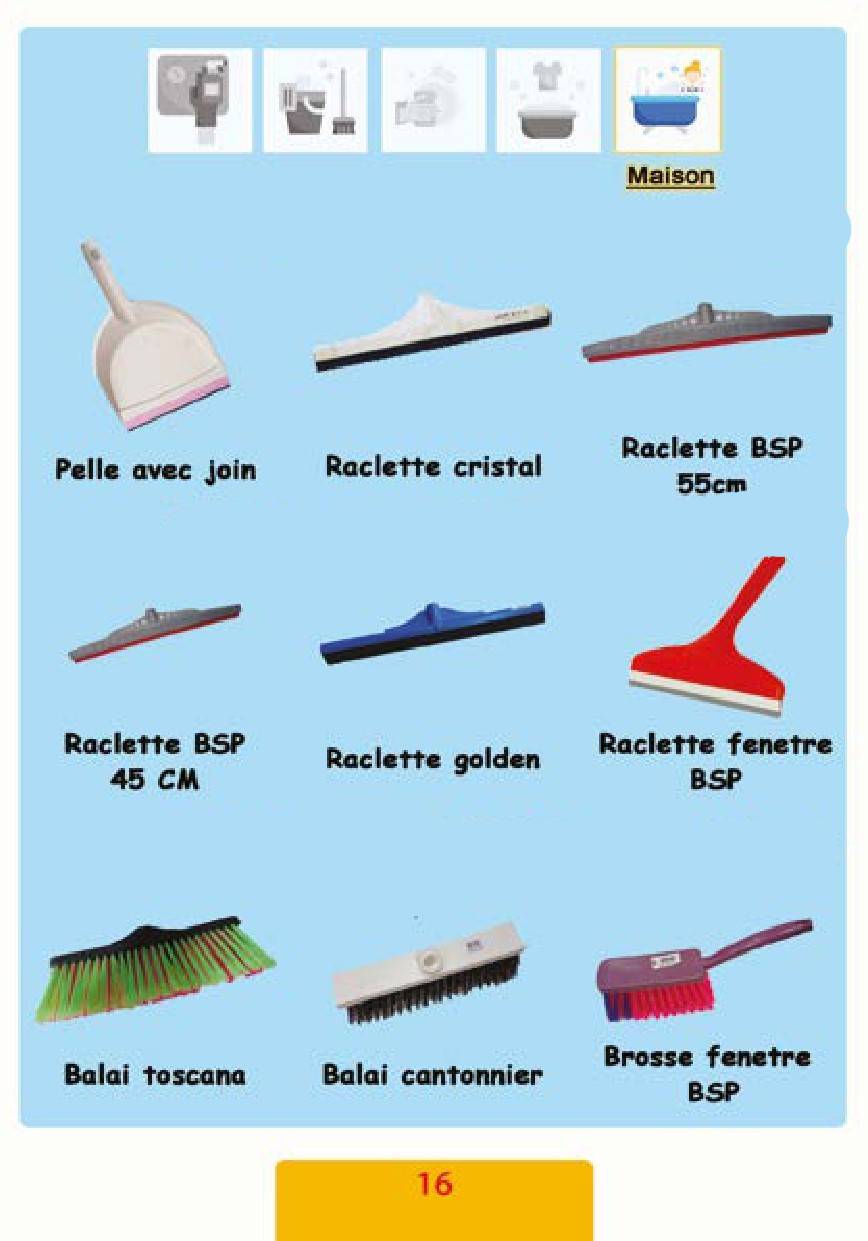 Maison
Pelle avec join
Raclette cristal
Raclette BSP
55cm
Raclette BSP
45 CM
Raclette golden
Raclette fenetre
BSP
Balai toscana
Balai cantonnier
Brosse fenetre
BSP
16